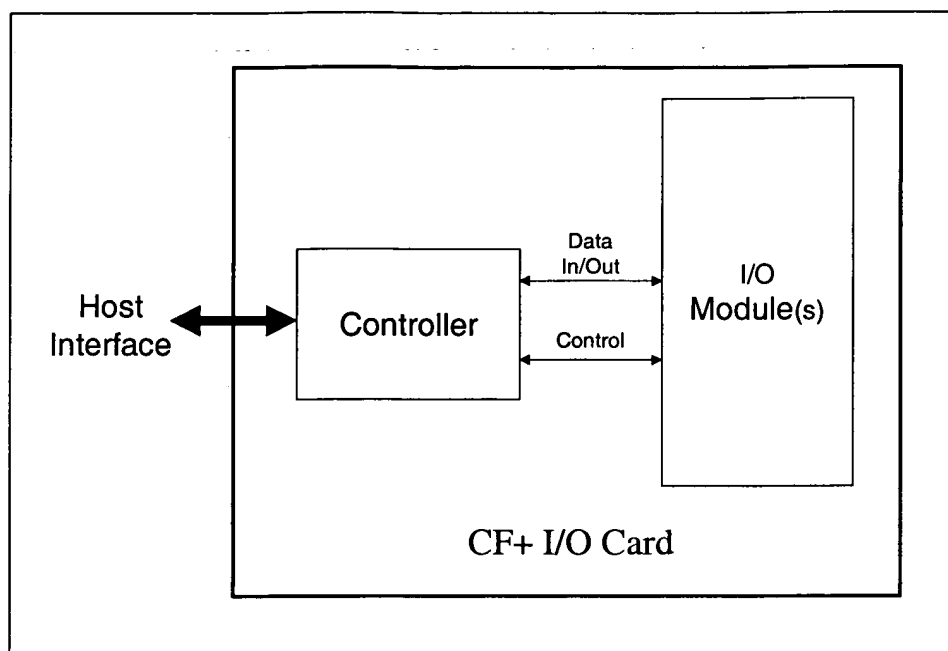 Host
Interface
Controller
Data
In/Out
Control
I/O
Module(s)
CF+ I/O Card